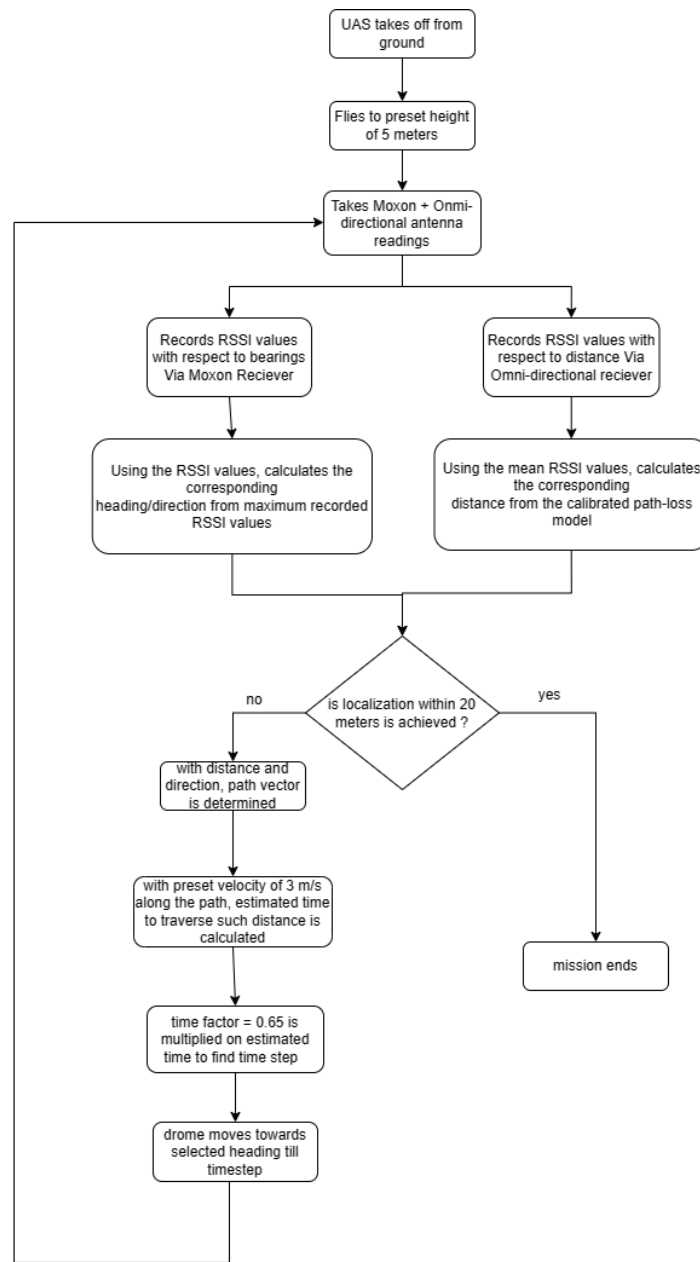 UAS takes off from
ground
Flies to preset height
of 5 meters
Takes Moxon + Onmi-
directional antenna
readings
Records RSSI values
with respect to bearings
Via Moxon Reciever
Records RSSI values with
respect to distance Via
Omni-directional reciever
Using the RSSI values, calculates the
corresponding
heading/direction from maximum recorded
RSSI values
Using the mean RSSI values, calculates
the corresponding
distance from the calibrated path-loss
model
is localization within 20
meters is achieved ?
no
yes
with distance and
direction, path vector
is determined
with preset velocity of 3 m/s
along the path, estimated time
to traverse such distance is
calculated
mission ends
time factor = 0.65 is
multiplied on estimated
time to find time step
drome moves towards
selected heading till
timestep